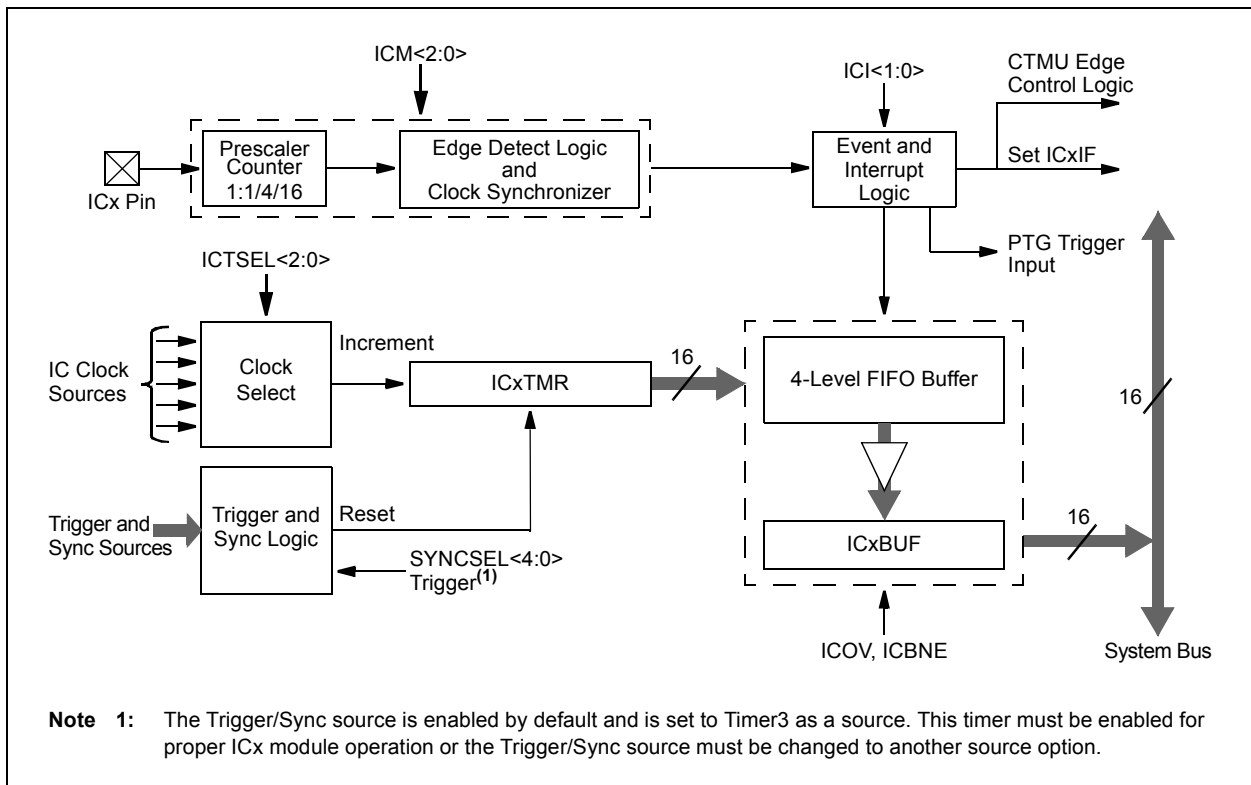 ICM<2:0>
ICI<1:0>
CTMU Edge
Control Logic
Prescaler
Counter
1:1/4/16
Edge Detect Logic
and
Clock Synchronizer
Event and
Interrupt
Logic
Set ICxIF
ICx Pin
PTG Trigger
Input
ICTSEL<2:0>
IC Clock
Sources
Clock
Select
Increment
ICxTMR
16
4-Level FIFO Buffer
16
Trigger and
Sync Sources
Trigger and
Sync Logic
Reset
SYNCSEL<4:0>
Trigger(1)
ICxBUF
16
ICOV, ICBNE
System Bus
Note 1: The Trigger/Sync source is enabled by default and is set to Timer3 as a source. This timer must be enabled for
proper ICx module operation or the Trigger/Sync source must be changed to another source option.